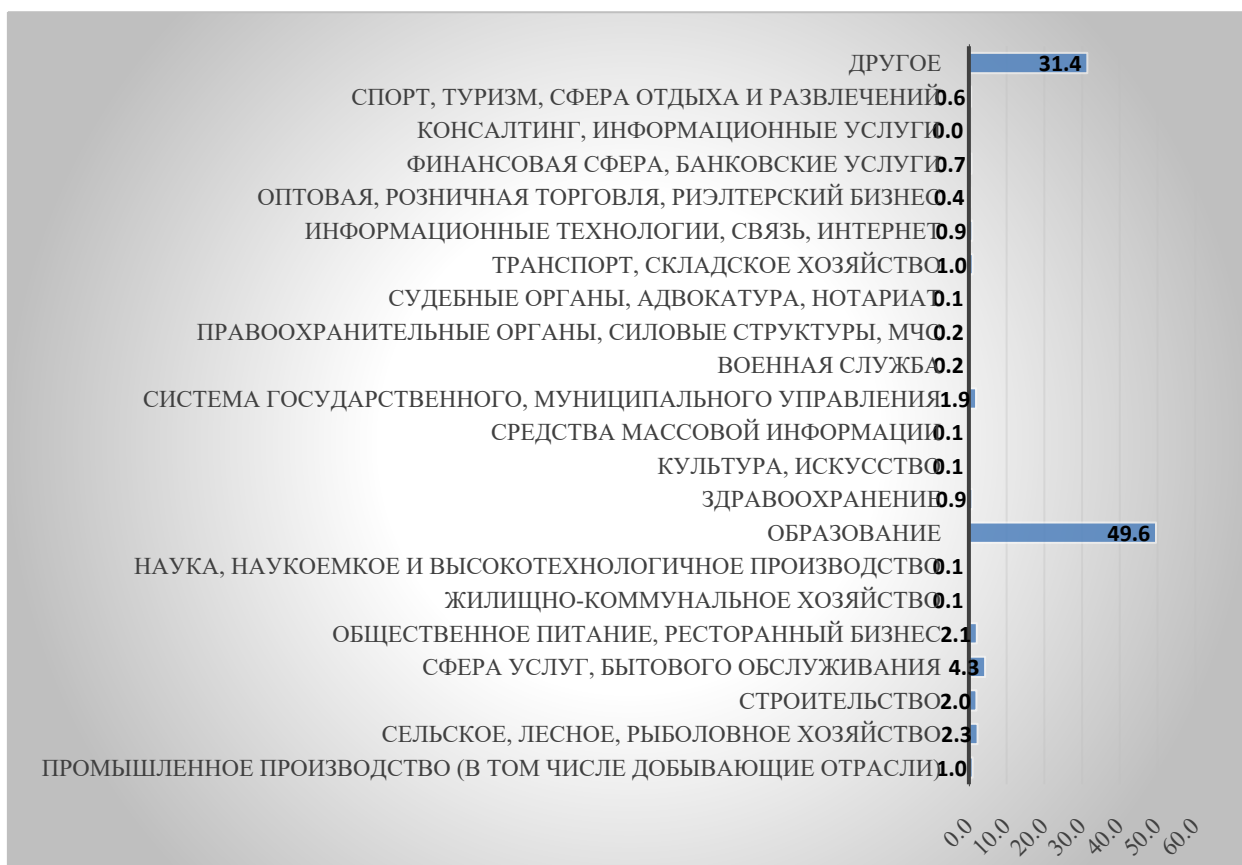 ДРУГОЕ 31.4
СПОРТ, ТУРИЗМ, СФЕРА ОТДЫХА И РАЗВЛЕЧЕНИЙ 0.6
КОНСАЛТИНГ, ИНФОРМАЦИОННЫЕ УСЛУГИ 0.0
ФИНАНСОВАЯ СФЕРА, БАНКОВСКИЕ УСЛУГИ 0.7
ОПТОВАЯ, РОЗНИЧНАЯ ТОРГОВЛЯ, РИЭЛТЕРСКИЙ БИЗНЕС 0.4
ИНФОРМАЦИОННЫЕ ТЕХНОЛОГИИ, СВЯЗЬ, ИНТЕРНЕТ 0.9
ТРАНСПОРТ, СКЛАДСКОЕ ХОЗЯЙСТВО 1.0
СУДЕБНЫЕ ОРГАНЫ, АДВОКАТУРА, НОТАРИАТ 0.1
ПРАВООХРАНИТЕЛЬНЫЕ ОРГАНЫ, СИЛОВЫЕ СТРУКТУРЫ, МЧС 0.2
ВОЕННАЯ СЛУЖБА 0.2
СИСТЕМА ГОСУДАРСТВЕННОГО, МУНИЦИПАЛЬНОГО УПРАВЛЕНИЯ 1.9
СРЕДСТВА МАССОВОЙ ИНФОРМАЦИИ 0.1
КУЛЬТУРА, ИСКУССТВО 0.1
ЗДРАВООХРАНЕНИЕ 0.9
ОБРАЗОВАНИЕ 49.6
НАУКА, НАУКОЕМКОЕ И ВЫСОКОТЕХНОЛОГИЧНОЕ ПРОИЗВОДСТВО 0.1
ЖИЛИЩНО-КОММУНАЛЬНОЕ ХОЗЯЙСТВО 0.1
ОБЩЕСТВЕННОЕ ПИТАНИЕ, РЕСТОРАННЫЙ БИЗНЕС 2.1
СФЕРА УСЛУГ, БЫТОВОГО ОБСЛУЖИВАНИЯ 4.3
СТРОИТЕЛЬСТВО 2.0
СЕЛЬСКОЕ, ЛЕСНОЕ, РЫБОЛОВНОЕ ХОЗЯЙСТВО 2.3
ПРОМЫШЛЕННОЕ ПРОИЗВОДСТВО (В ТОМ ЧИСЛЕ ДОБЫВАЮЩИЕ ОТРАСЛИ) 1.0
0.0 10.0 20.0 30.0 40.0 50.0 60.0